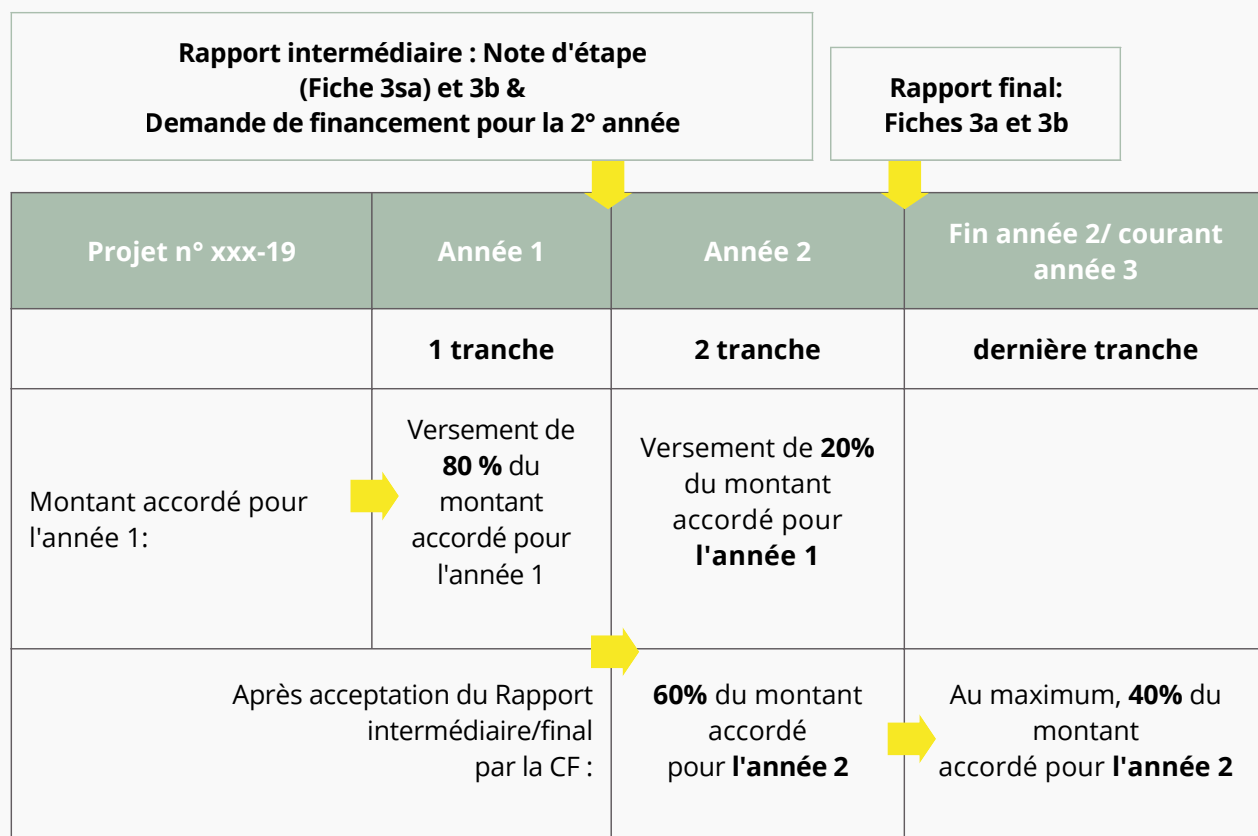 Rapport intermédiaire : Note d'étape
(Fiche 3sa) et 3b &
Demande de financement pour la 2° année
Rapport final:
Fiches 3a et 3b
Projet n° xxx-19
Année 1
Année 2
Fin année 2/ courant
année 3
1 tranche
2 tranche
dernière tranche
Montant accordé pour
l'année 1:
Versement de
80 % du
montant
accordé pour
l'année 1
Versement de 20%
du montant
accordé pour
l'année 1
Après acceptation du Rapport
intermédiaire/final
par la CF :
60% du montant
accordé
pour l'année 2
Au maximum, 40% du
montant
accordé pour l'année 2